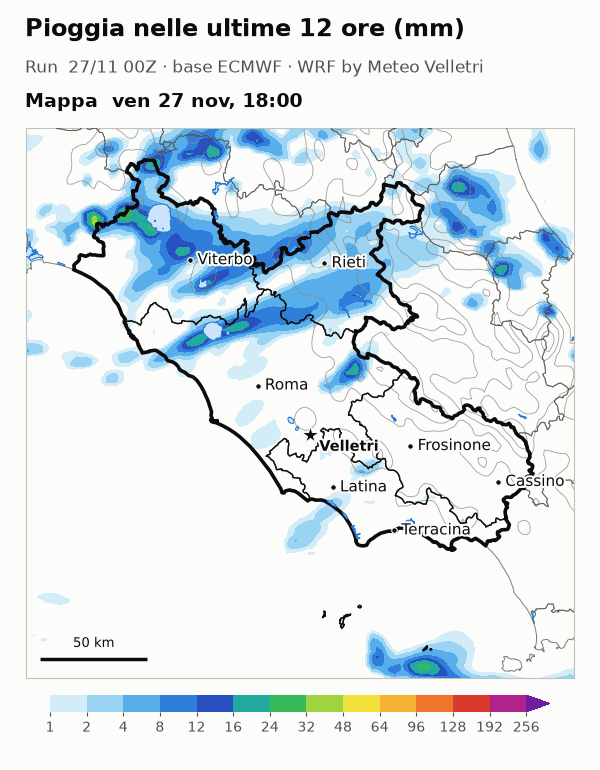 Pioggia nelle ultime 12 ore (mm)
Run  27/11 00Z · base ECMWF · WRF by Meteo Velletri
Mappa  ven 27 nov, 18:00
Viterbo
Rieti
Roma
Velletri
Frosinone
Latina
Cassino
Terracina
50 km
1 2 4 8 12 16 24 32 48 64 96 128 192 256